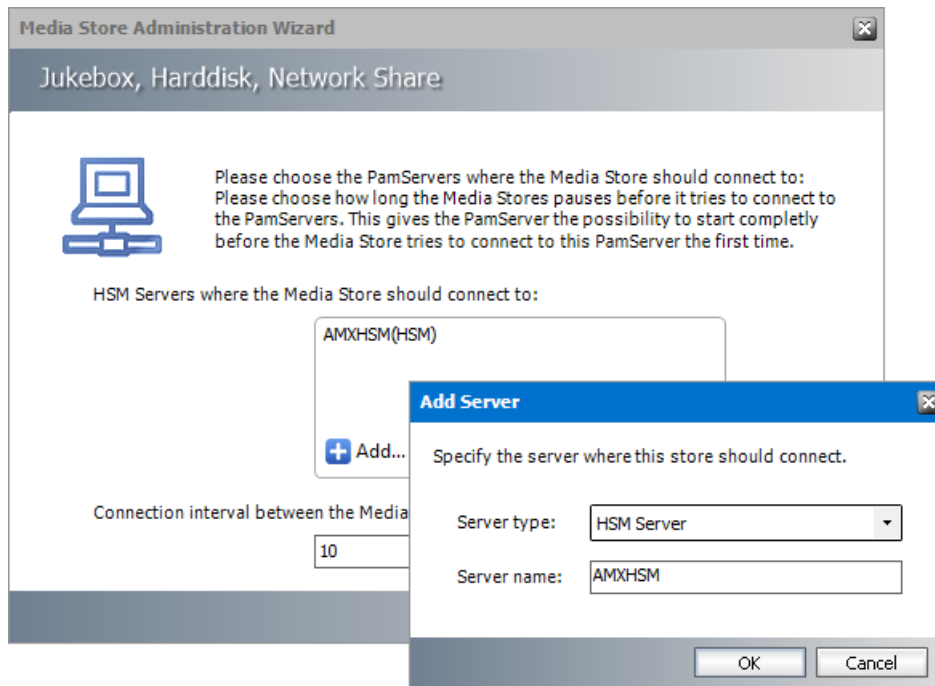 Media Store Administration Wizard
Jukebox, Harddisk, Network Share
Please choose the PamServers where the Media Store should connect to:
Please choose how long the Media Stores pauses before it tries to connect to
the PamServers. This gives the PamServer the possibility to start completly
before the Media Store tries to connect to this PamServer the first time.
HSM Servers where the Media Store should connect to:
AMXHSM(HSM)
Add...
Connection interval between the Media
10
Add Server
Specify the server where this store should connect.
Server type:
HSM Server
Server name:
AMXHSM
OK
Cancel